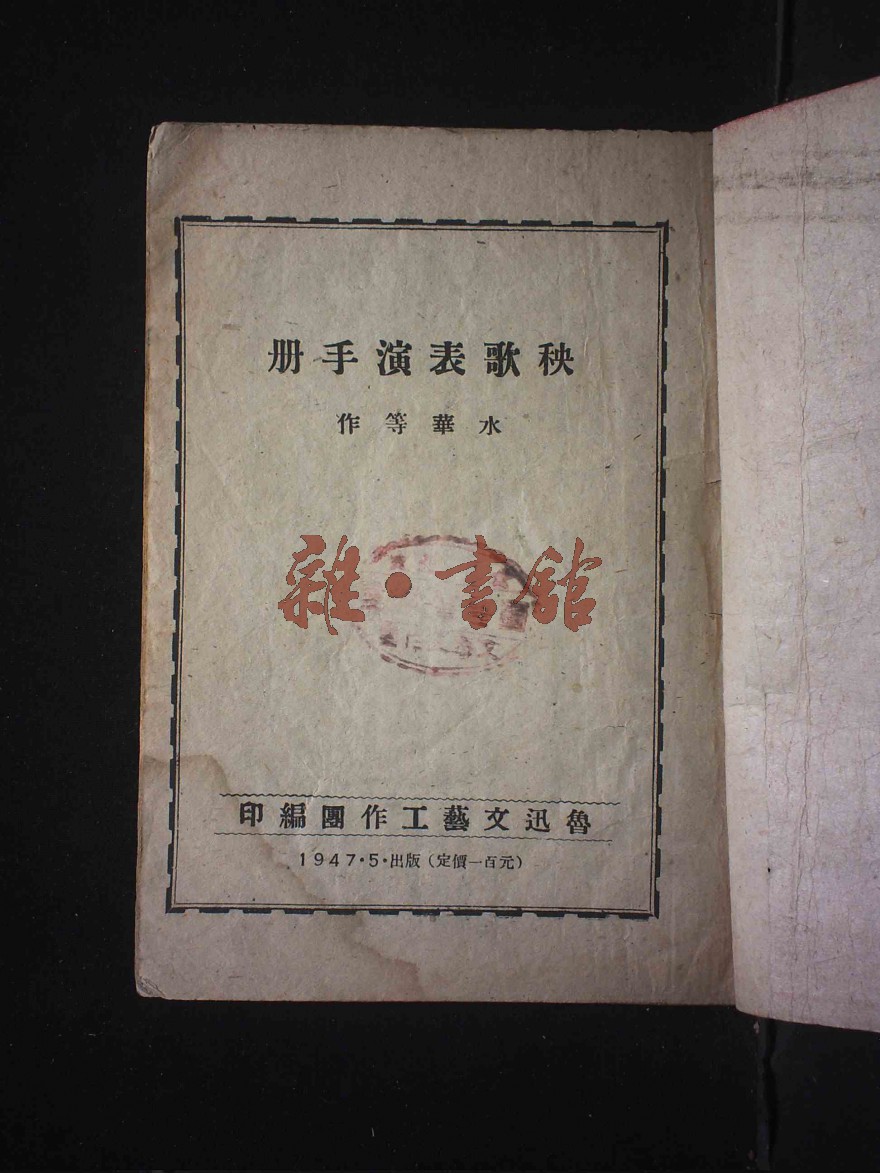 秧歌表演手册
水華等作
雜·書舘
魯迅文藝工作團編印
1947·5·出版(定價一百元)